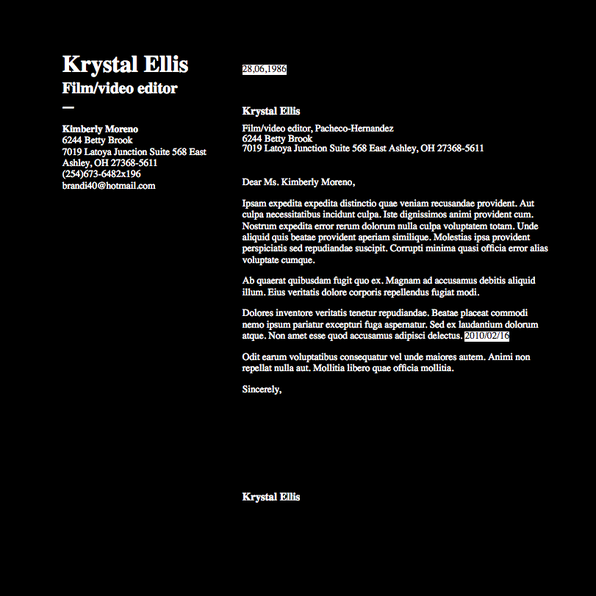 Krystal Ellis
Film/video editor
Kimberly Moreno
6244 Betty Brook
7019 Latoya Junction Suite 568 East
Ashley, OH 27368-5611
(254)673-6482x196
brandi40@hotmail.com
28,06,1986
Krystal Ellis
Film/video editor, Pacheco-Hernandez
6244 Betty Brook
7019 Latoya Junction Suite 568 East Ashley, OH 27368-5611
Dear Ms. Kimberly Moreno,
Ipsam expedita expedita distinctio quae veniam recusandae provident. Aut
culpa necessitatibus incidunt culpa. Iste dignissimos animi provident cum.
Nostrum expedita error rerum dolorum nulla culpa voluptatem totam. Unde
aliquid quis beatae provident aperiam similique. Molestias ipsa provident
perspiciatis sed repudiandae suscipit. Corrupti minima quasi officia error alias
voluptate cumque.
Ab quaerat quibusdam fugit quo ex. Magnam ad accusamus debitis aliquid
illum. Eius veritatis dolore corporis repellendus fugiat modi.
Dolores inventore veritatis tenetur repudiandae. Beatae placeat commodi
nemo ipsum pariatur excepturi fuga aspernatur. Sed ex laudantium dolorum
atque. Non amet esse quod accusamus adipisci delectus. 2010/02/16
Odit earum voluptatibus consequatur vel unde maiores autem. Animi non
repellat nulla aut. Mollitia libero quae officia mollitia.
Sincerely,
Krystal Ellis